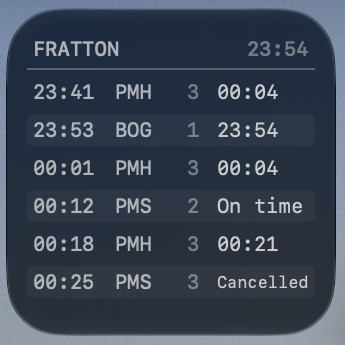 FRATTON 23:54
23:41 PMH 3 00:04
23:53 BOG 1 23:54
00:01 PMH 3 00:04
00:12 PMS 2 On time
00:18 PMH 3 00:21
00:25 PMS 3 Cancelled